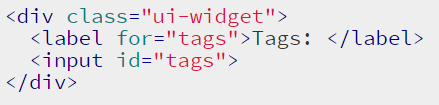 <div class="ui-widget">
  <label for="tags">Tags: </label>
  <input id="tags">
</div>